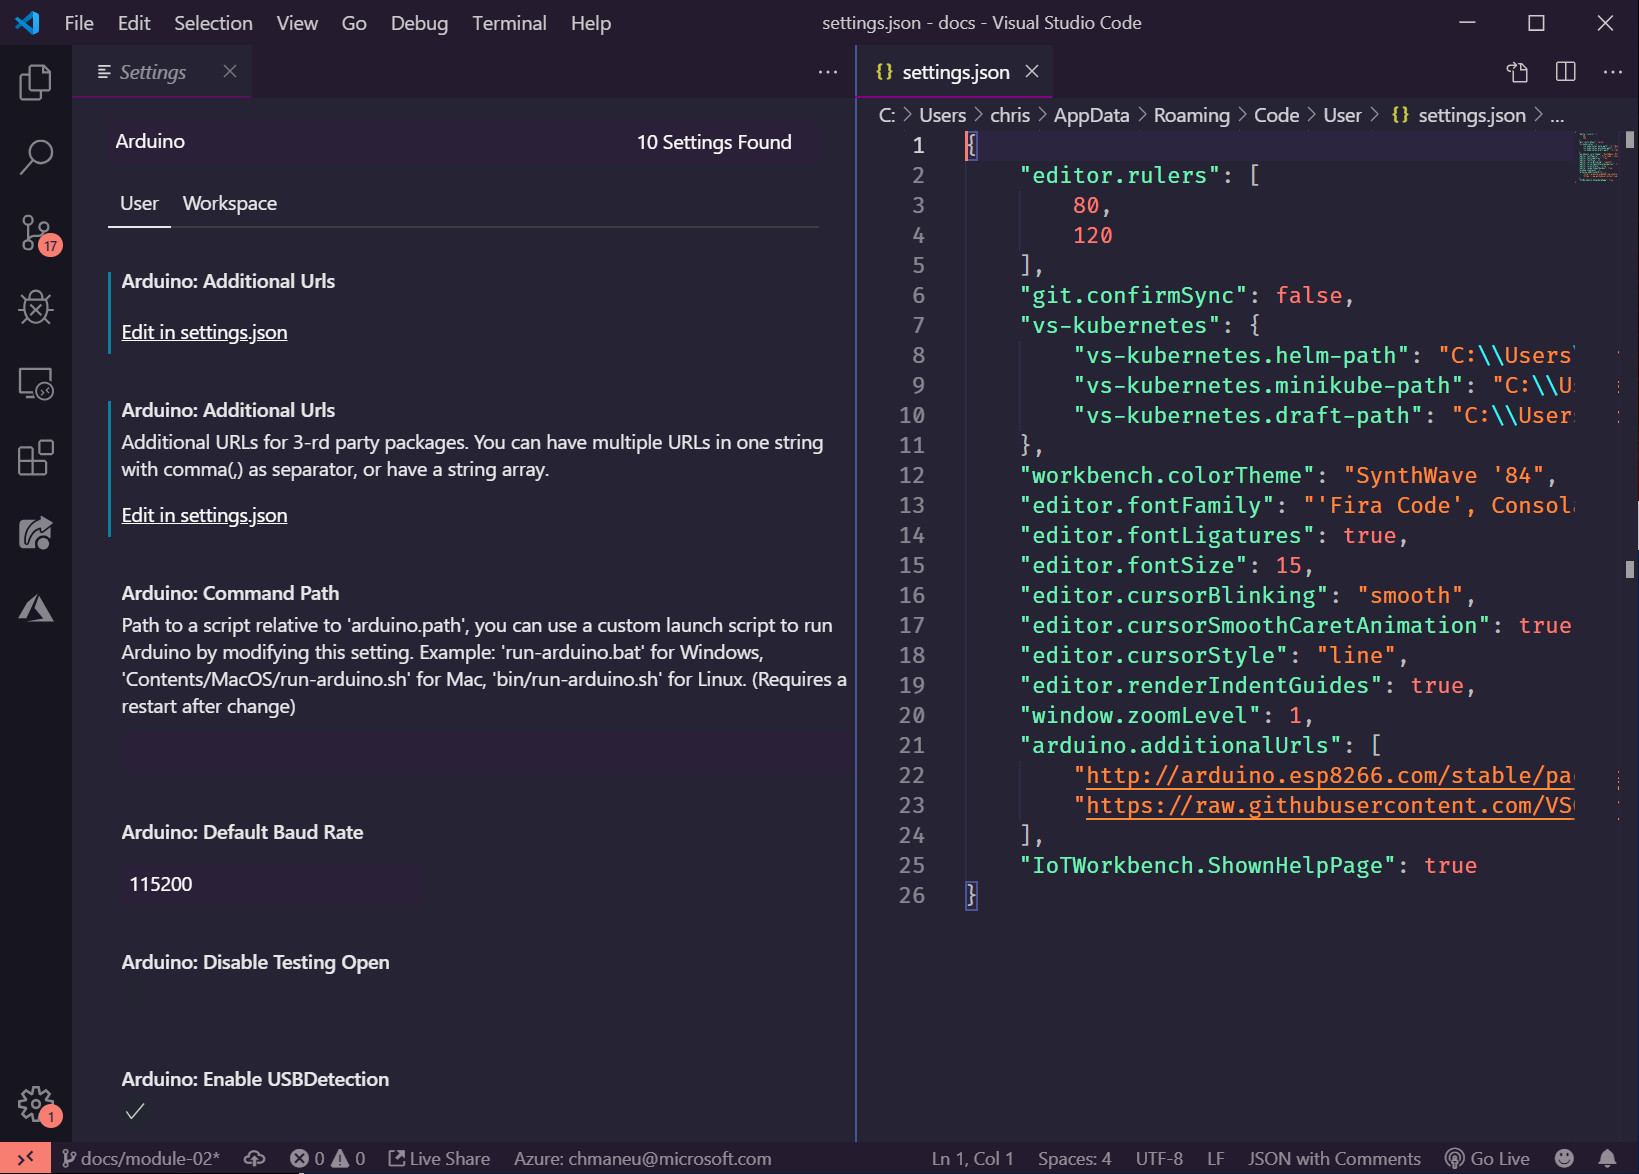 File Edit Selection View Go Debug Terminal Help settings.json - docs - Visual Studio Code
Settings
settings.json
Arduino 10 Settings Found
User Workspace
Arduino: Additional Urls
Edit in settings.json
Arduino: Additional Urls
Additional URLs for 3-rd party packages. You can have multiple URLs in one string
with comma(,) as separator, or have a string array.
Edit in settings.json
Arduino: Command Path
Path to a script relative to 'arduino.path', you can use a custom launch script to run
Arduino by modifying this setting. Example: 'run-arduino.bat' for Windows,
'Contents/MacOS/run-arduino.sh' for Mac, 'bin/run-arduino.sh' for Linux. (Requires a
restart after change)
Arduino: Default Baud Rate
115200
Arduino: Disable Testing Open
Arduino: Enable USBDetection
17
1
C: > Users > chris > AppData > Roaming > Code > User > {} settings.json > ...
1 {
2 "editor.rulers": [
3 80,
4 120
5 ],
6 "git.confirmSync": false,
7 "vs-kubernetes": {
8 "vs-kubernetes.helm-path": "C:\\Users\
9 "vs-kubernetes.minikube-path": "C:\\U
10 "vs-kubernetes.draft-path": "C:\\User
11 },
12 "workbench.colorTheme": "SynthWave '84",
13 "editor.fontFamily": "'Fira Code', Consola
14 "editor.fontLigatures": true,
15 "editor.fontSize": 15,
16 "editor.cursorBlinking": "smooth",
17 "editor.cursorSmoothCaretAnimation": true
18 "editor.cursorStyle": "line",
19 "editor.renderIndentGuides": true,
20 "window.zoomLevel": 1,
21 "arduino.additionalUrls": [
22 "http://arduino.esp8266.com/stable/pa
23 "https://raw.githubusercontent.com/VS
24 ],
25 "IoTWorkbench.ShownHelpPage": true
26 }
docs/module-02* 0 0 Live Share Azure: chmaneu@microsoft.com Ln 1, Col 1 Spaces: 4 UTF-8 LF JSON with Comments Go Live